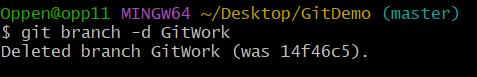 Oppen@opp11 MINGW64 ~/Desktop/GitDemo (master)
$ git branch -d GitWork
Deleted branch GitWork (was 14f46c5).